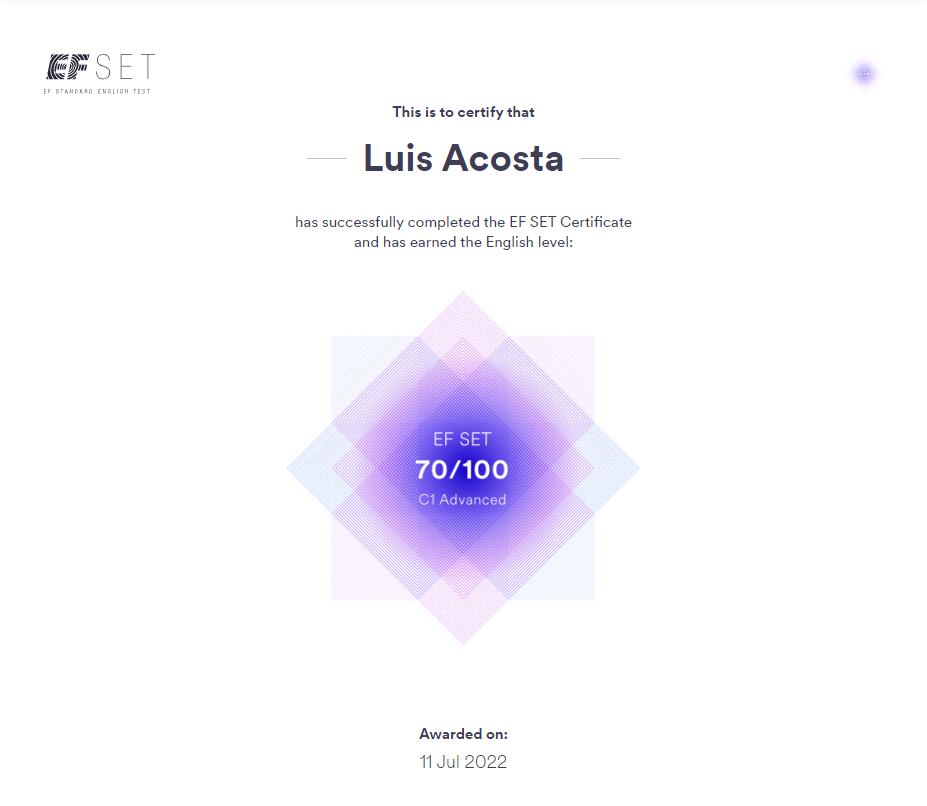 EF SET
EF STANDARD ENGLISH TEST
This is to certify that
Luis Acosta
has successfully completed the EF SET Certificate
and has earned the English level:
EF SET
70/100
C1 Advanced
Awarded on:
11 Jul 2022